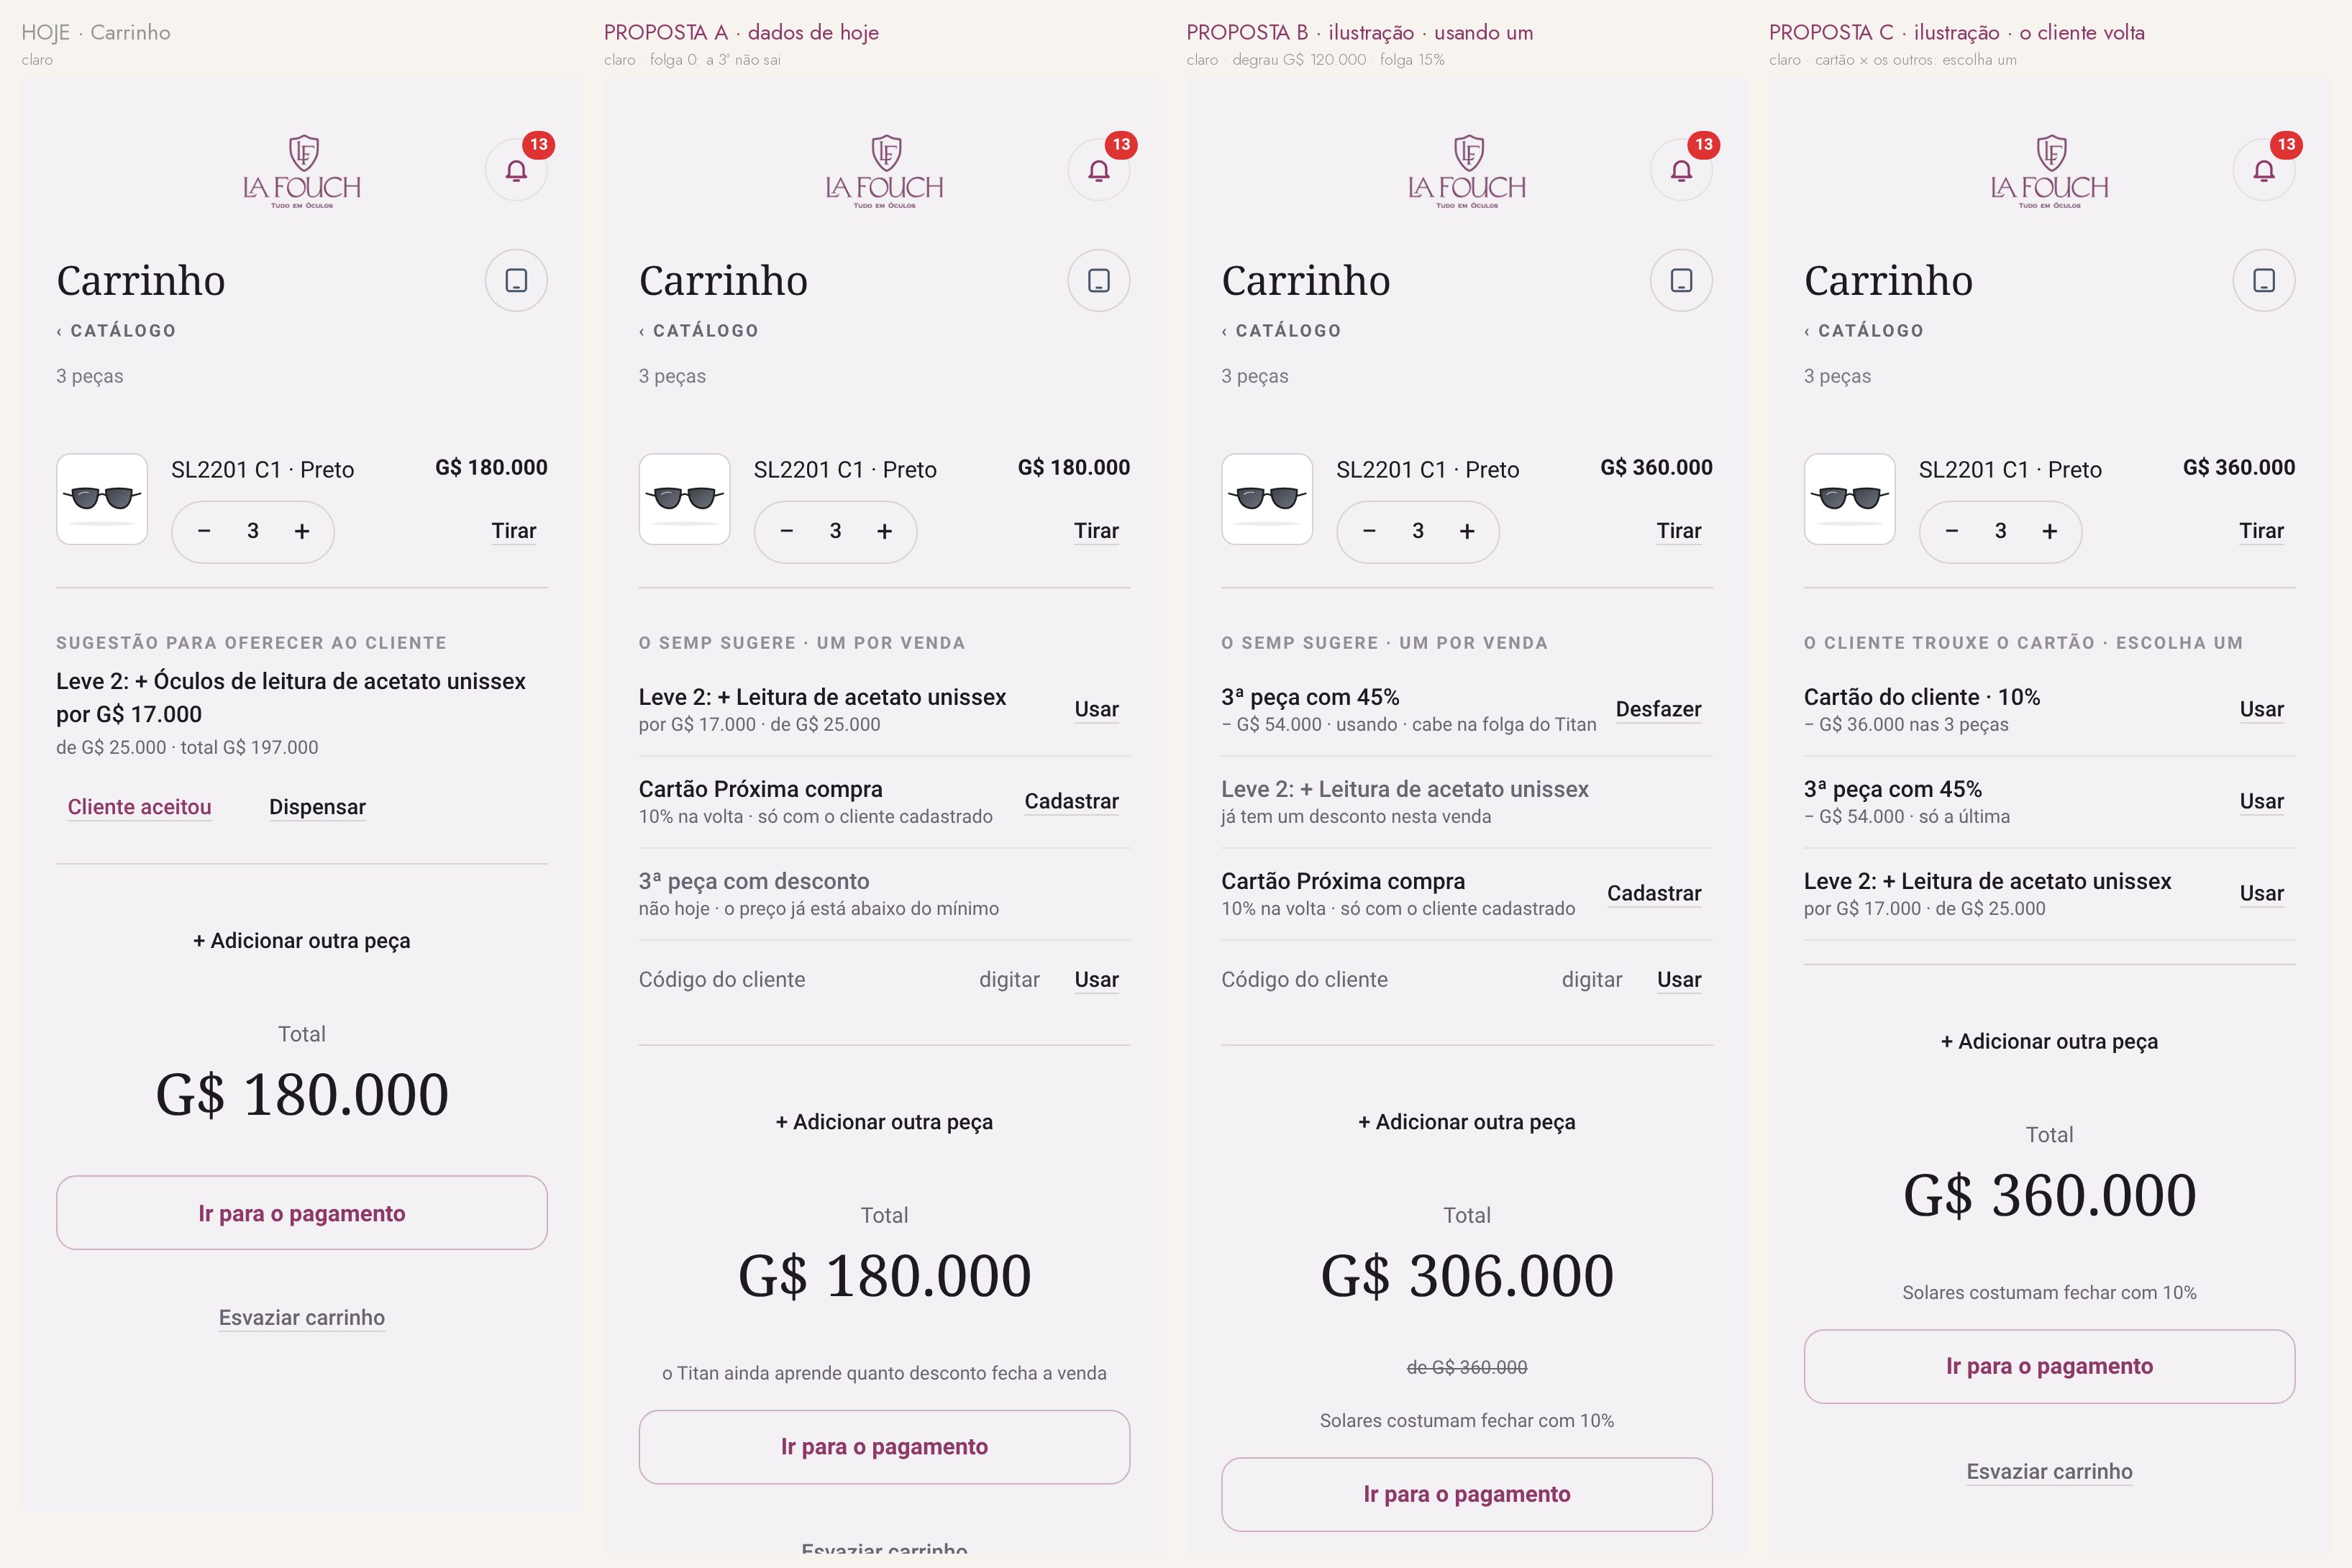 HOJE · Carrinho
claro
LF
LA FOUCH
TUDO EM ÓCULOS
13
Carrinho
‹ CATÁLOGO
3 peças
SL2201 C1 · Preto
G$ 180.000
− 3 +
Tirar
SUGESTÃO PARA OFERECER AO CLIENTE
Leve 2: + Óculos de leitura de acetato unissex
por G$ 17.000
de G$ 25.000 · total G$ 197.000
Cliente aceitou
Dispensar
+ Adicionar outra peça
Total
G$ 180.000
Ir para o pagamento
Esvaziar carrinho
PROPOSTA A · dados de hoje
claro · folga 0: a 3ª não sai
LF
LA FOUCH
TUDO EM ÓCULOS
13
Carrinho
‹ CATÁLOGO
3 peças
SL2201 C1 · Preto
G$ 180.000
− 3 +
Tirar
O SEMP SUGERE · UM POR VENDA
Leve 2: + Leitura de acetato unissex
por G$ 17.000 · de G$ 25.000
Usar
Cartão Próxima compra
10% na volta · só com o cliente cadastrado
Cadastrar
3ª peça com desconto
não hoje · o preço já está abaixo do mínimo
Código do cliente
digitar
Usar
+ Adicionar outra peça
Total
G$ 180.000
o Titan ainda aprende quanto desconto fecha a venda
Ir para o pagamento
Esvaziar carrinho
PROPOSTA B · ilustração · usando um
claro · degrau G$ 120.000 · folga 15%
LF
LA FOUCH
TUDO EM ÓCULOS
13
Carrinho
‹ CATÁLOGO
3 peças
SL2201 C1 · Preto
G$ 360.000
− 3 +
Tirar
O SEMP SUGERE · UM POR VENDA
3ª peça com 45%
− G$ 54.000 · usando · cabe na folga do Titan
Desfazer
Leve 2: + Leitura de acetato unissex
já tem um desconto nesta venda
Cartão Próxima compra
10% na volta · só com o cliente cadastrado
Cadastrar
Código do cliente
digitar
Usar
+ Adicionar outra peça
Total
G$ 306.000
de G$ 360.000
Solares costumam fechar com 10%
Ir para o pagamento
PROPOSTA C · ilustração · o cliente volta
claro · cartão × os outros: escolha um
LF
LA FOUCH
TUDO EM ÓCULOS
13
Carrinho
‹ CATÁLOGO
3 peças
SL2201 C1 · Preto
G$ 360.000
− 3 +
Tirar
O CLIENTE TROUXE O CARTÃO · ESCOLHA UM
Cartão do cliente · 10%
− G$ 36.000 nas 3 peças
Usar
3ª peça com 45%
− G$ 54.000 · só a última
Usar
Leve 2: + Leitura de acetato unissex
por G$ 17.000 · de G$ 25.000
Usar
+ Adicionar outra peça
Total
G$ 360.000
Solares costumam fechar com 10%
Ir para o pagamento
Esvaziar carrinho